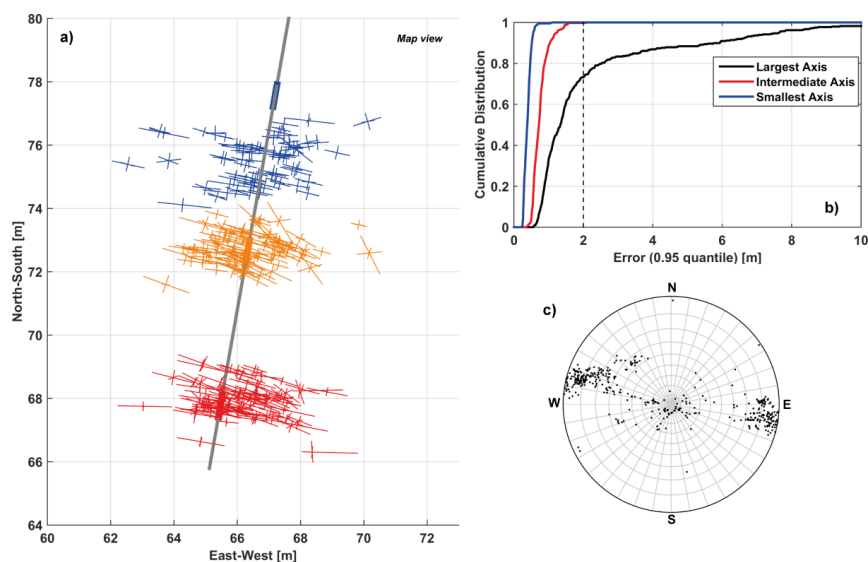 a)
Map view
80
78
76
74
72
70
68
66
64
60
62
64
66
68
70
72
North-South [m]
East-West [m]
1
0.8
0.6
0.4
0.2
0
0
2
4
6
8
10
Cumulative Distribution
Largest Axis
Intermediate Axis
Smallest Axis
b)
Error (0.95 quantile) [m]
c)
N
W
E
S